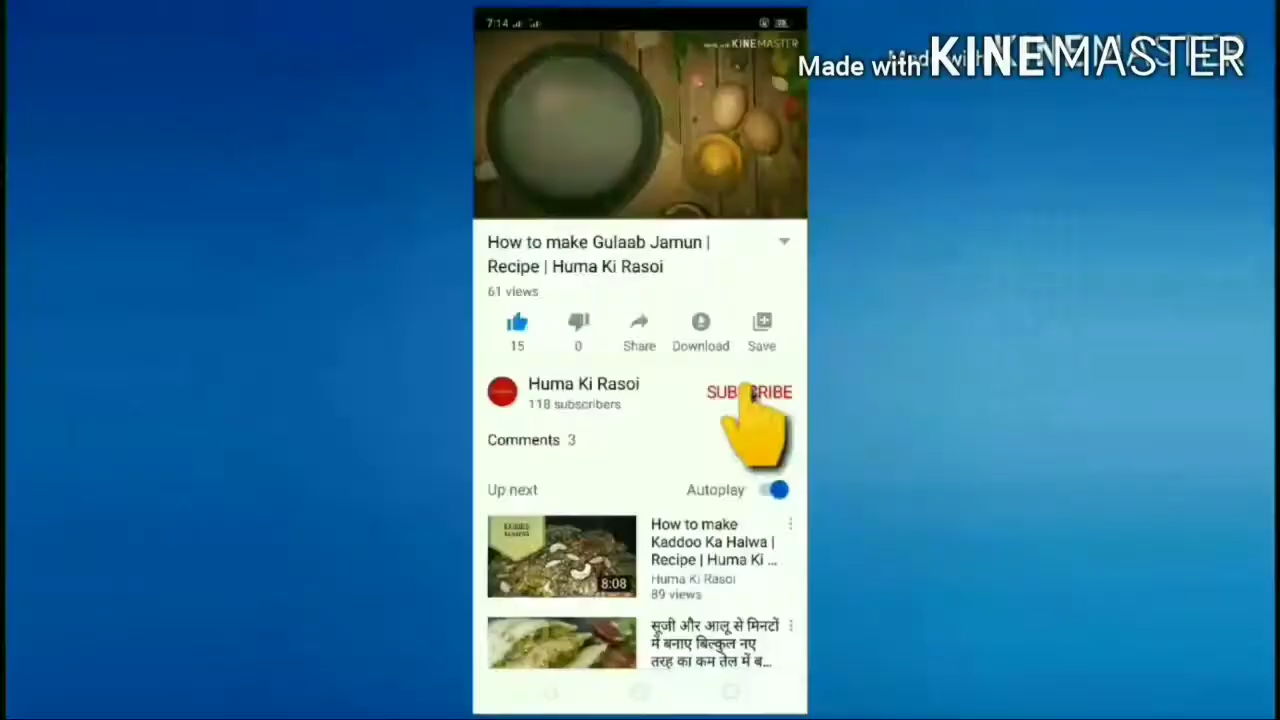 7:14
Made with KINEMASTER
Made with KINEMASTER
How to make Gulaab Jamun |
Recipe | Huma Ki Rasoi
61 views
15
0
Share
Download
Save
Huma Ki Rasoi
118 subscribers
SUBSCRIBE
Comments 3
Up next
Autoplay
How to make
Kaddoo Ka Halwa |
Recipe | Huma Ki ...
Huma Ki Rasoi
89 views
8:08
सूजी और आलू से मिनटों
में बनाए बिल्कुल नए
तरह का कम तेल में ब...